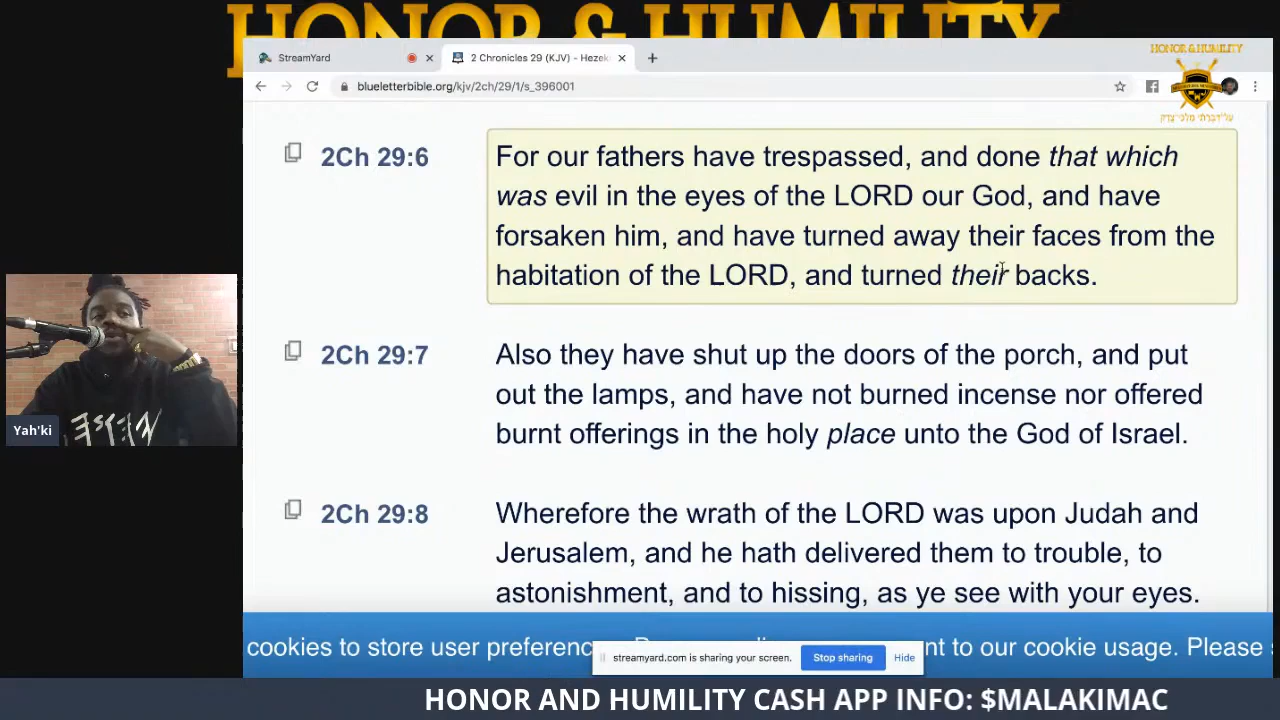 HONOR & HUMILITY
StreamYard
2 Chronicles 29 (KJV) - Hezek
HONOR & HUMILITY
blueletterbible.org/kjv/2ch/29/1/s_396001
2Ch 29:6
For our fathers have trespassed, and done that which
was evil in the eyes of the LORD our God, and have
forsaken him, and have turned away their faces from the
habitation of the LORD, and turned their backs.
2Ch 29:7
Also they have shut up the doors of the porch, and put
out the lamps, and have not burned incense nor offered
burnt offerings in the holy place unto the God of Israel.
Yah'ki
2Ch 29:8
Wherefore the wrath of the LORD was upon Judah and
Jerusalem, and he hath delivered them to trouble, to
astonishment, and to hissing, as ye see with your eyes.
cookies to store user preferenc
nt to our cookie usage. Please
streamyard.com is sharing your screen.
Stop sharing
Hide
HONOR AND HUMILITY CASH APP INFO: $MALAKIMAC